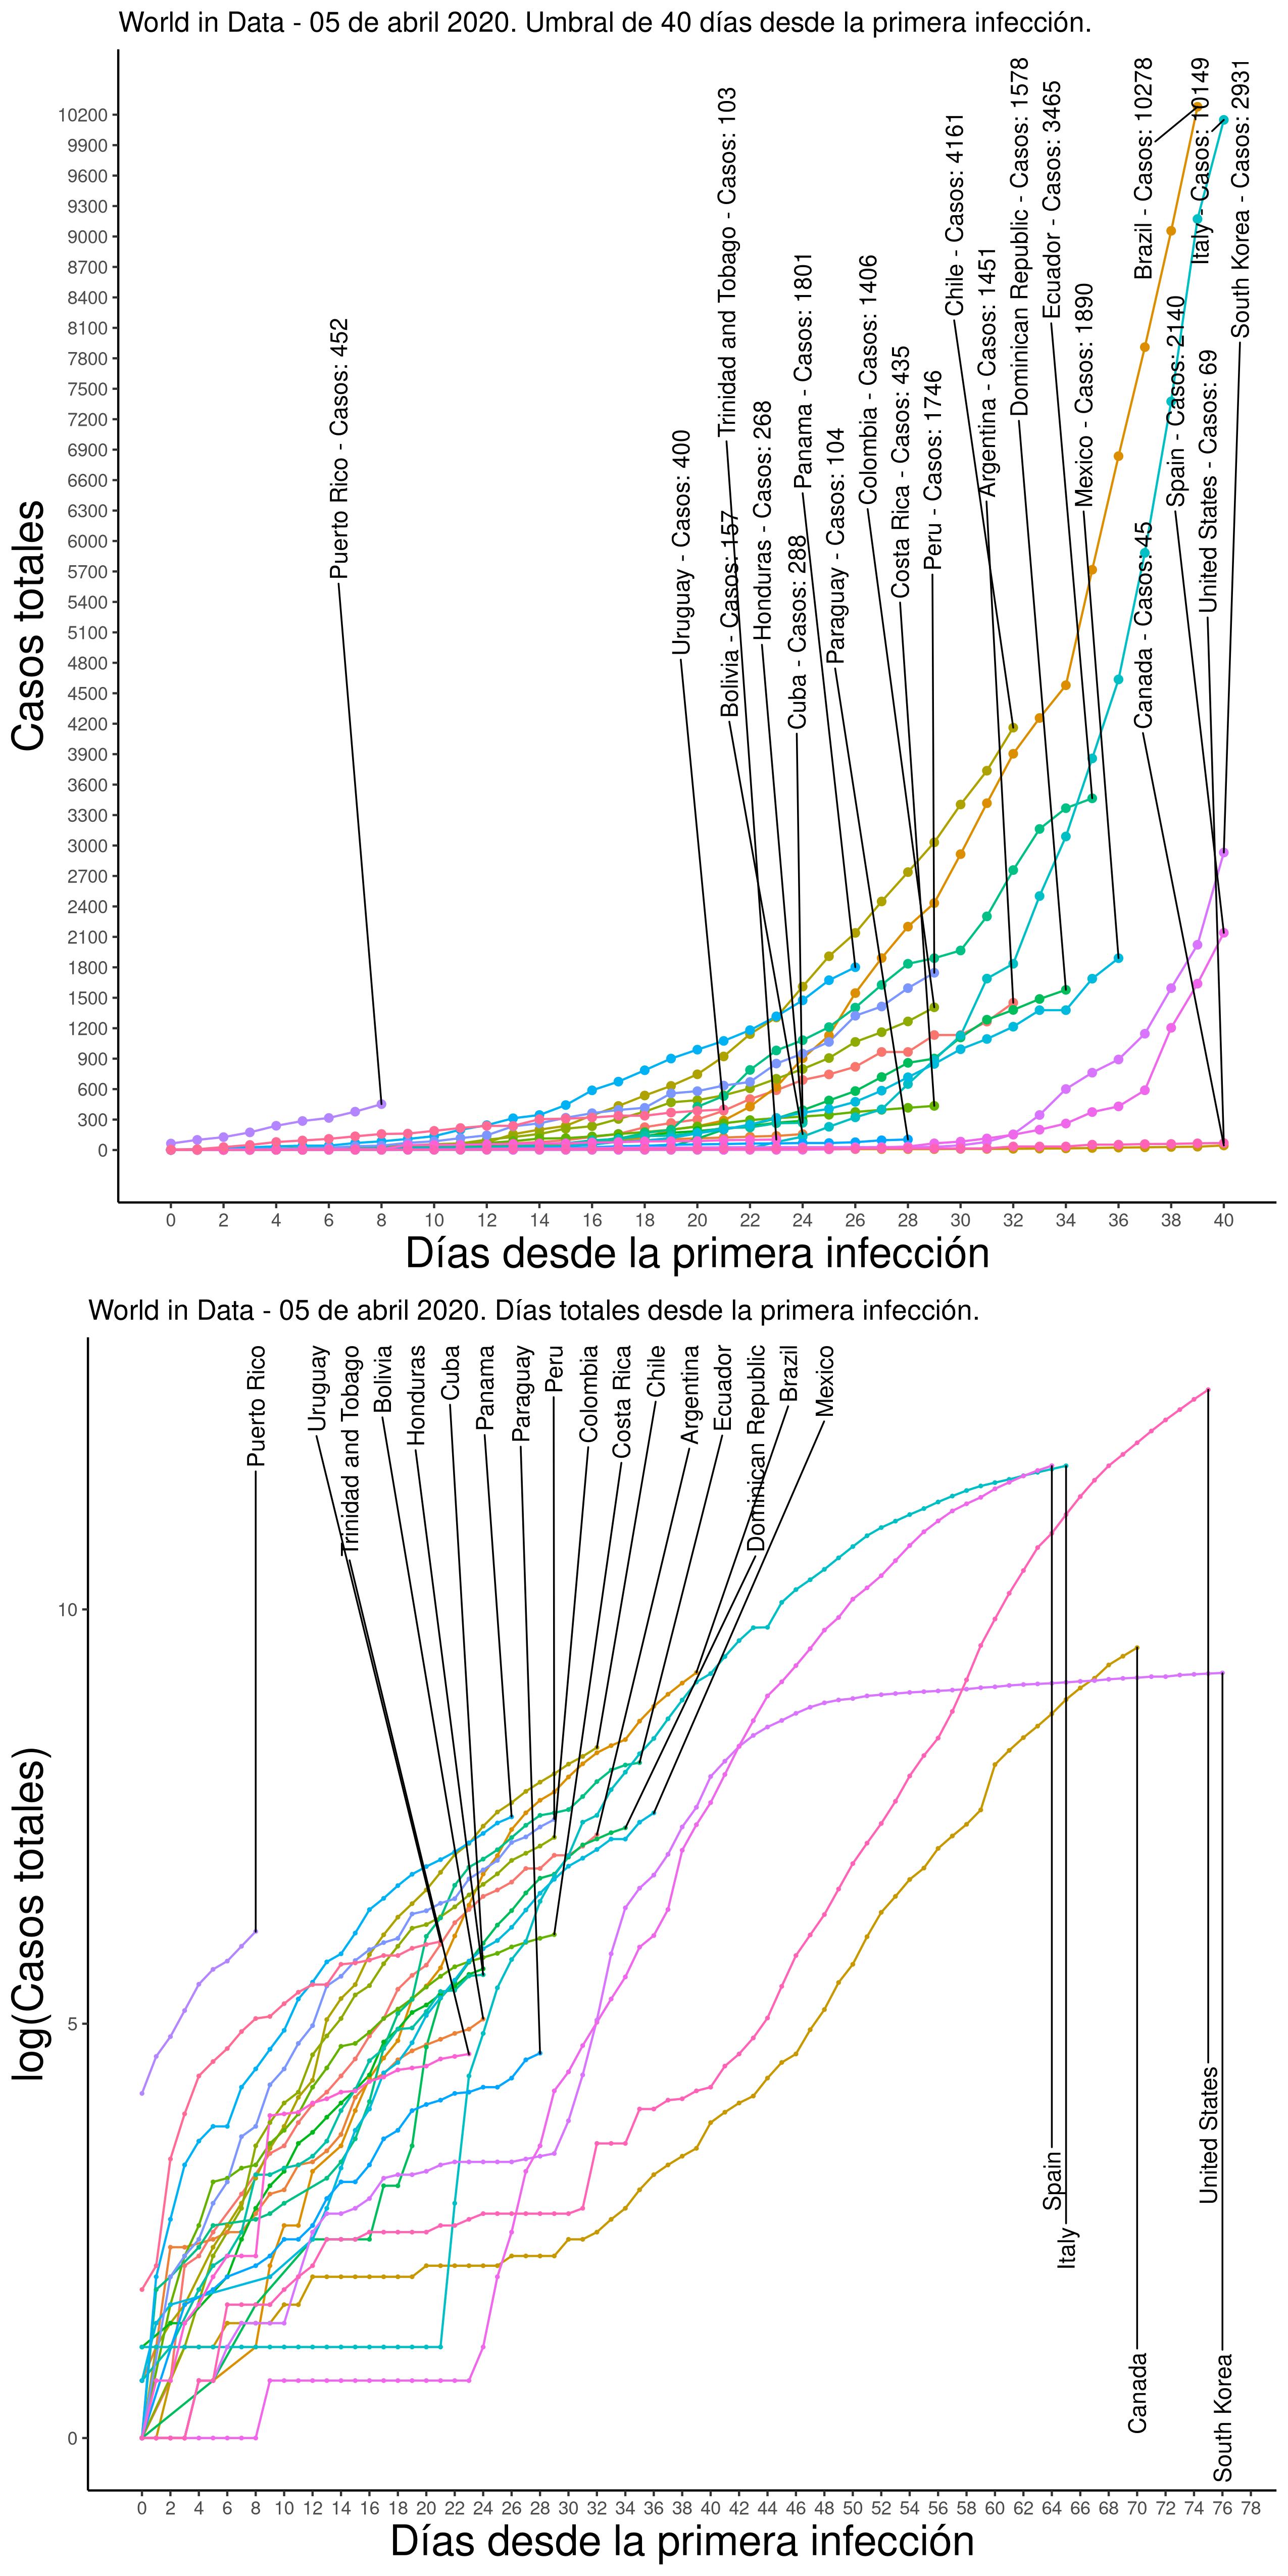 World in Data - 05 de abril 2020. Umbral de 40 días desde la primera infección.
Casos totales
10200
9900
9600
9300
9000
8700
8400
8100
7800
7500
7200
6900
6600
6300
6000
5700
5400
5100
4800
4500
4200
3900
3600
3300
3000
2700
2400
2100
1800
1500
1200
900
600
300
0
Puerto Rico - Casos: 452
Uruguay - Casos: 400
Trinidad and Tobago - Casos: 103
Bolivia - Casos: 157
Honduras - Casos: 268
Cuba - Casos: 288
Panama - Casos: 1801
Paraguay - Casos: 104
Colombia - Casos: 1406
Costa Rica - Casos: 435
Peru - Casos: 1746
Chile - Casos: 4161
Argentina - Casos: 1451
Dominican Republic - Casos: 1578
Ecuador - Casos: 3465
Mexico - Casos: 1890
Brazil - Casos: 10278
Canada - Casos: 45
Spain - Casos: 2140
Italy - Casos: 10149
United States - Casos: 69
South Korea - Casos: 2931
0 2 4 6 8 10 12 14 16 18 20 22 24 26 28 30 32 34 36 38 40
Días desde la primera infección
World in Data - 05 de abril 2020. Días totales desde la primera infección.
log(Casos totales)
10
5
0
Puerto Rico
Uruguay
Trinidad and Tobago
Bolivia
Honduras
Cuba
Panama
Paraguay
Peru
Colombia
Costa Rica
Chile
Argentina
Ecuador
Dominican Republic
Brazil
Mexico
Spain
Italy
Canada
United States
South Korea
0 2 4 6 8 10 12 14 16 18 20 22 24 26 28 30 32 34 36 38 40 42 44 46 48 50 52 54 56 58 60 62 64 66 68 70 72 74 76 78
Días desde la primera infección